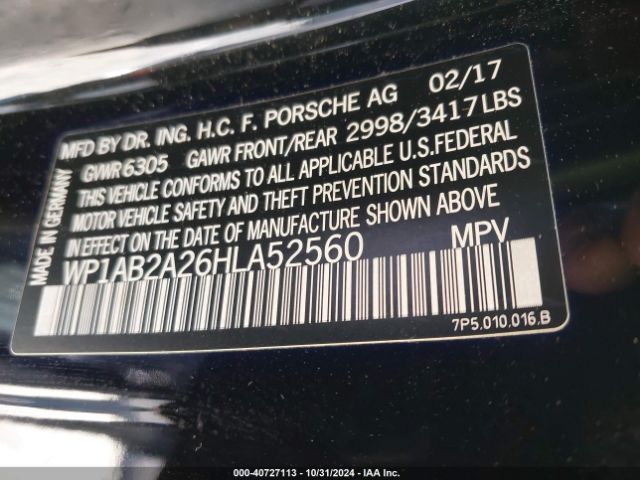 MFD BY DR. ING. H.C. F. PORSCHE AG 02/17
GWR 6305 GAWR FRONT/REAR 2998/3417 LBS
THIS VEHICLE CONFORMS TO ALL APPLICABLE U.S.FEDERAL
MOTOR VEHICLE SAFETY AND THEFT PREVENTION STANDARDS
IN EFFECT ON THE DATE OF MANUFACTURE SHOWN ABOVE
WP1AB2A26HLA52560 MPV
MADE IN GERMANY
7P5.010.016.B
000-40727113 - 10/31/2024 - IAA Inc.